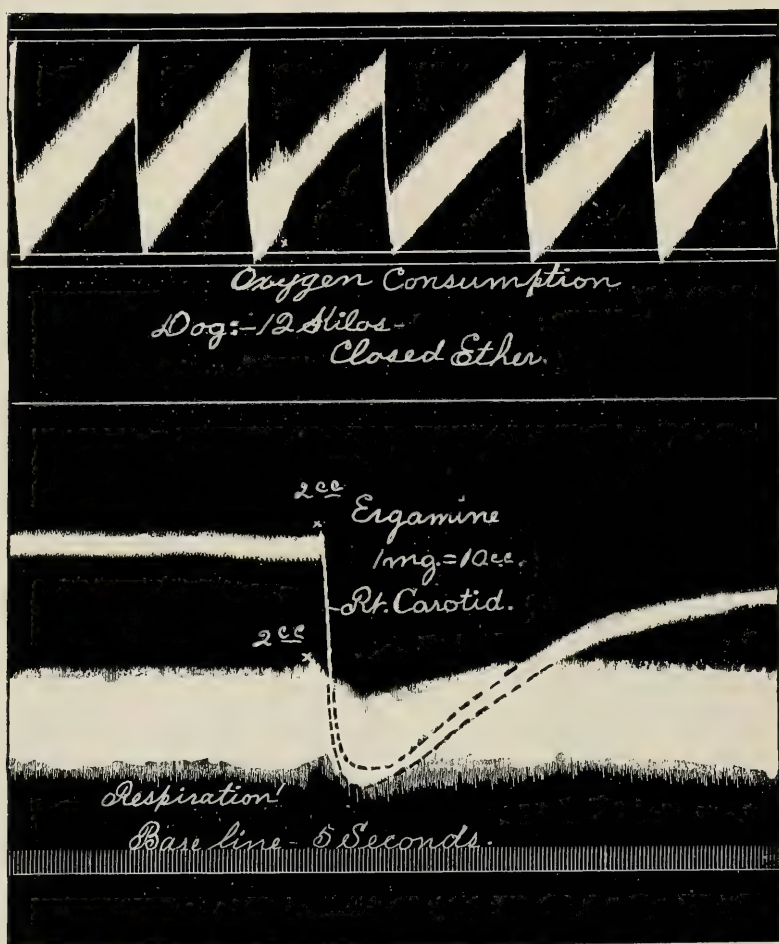 Oxygen Consumption
Dog:-12 Kilos-
Closed Ether.
2cc
Ergamine
1mg.=10cc.
Rt. Carotid.
2cc
Respiration
Base line - 5 Seconds.